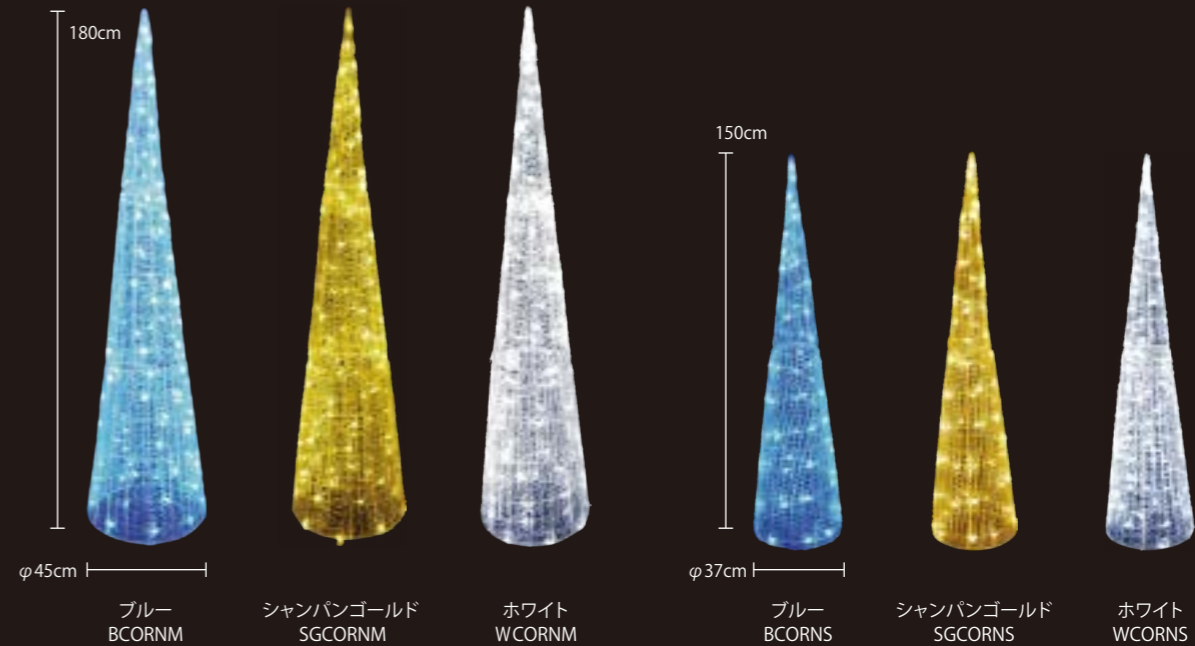 180cm
φ45cm
ブルー
BCORNM
シャンパンゴールド
SGCORNM
ホワイト
WCORNM
150cm
φ37cm
ブルー
BCORNS
シャンパンゴールド
SGCORNS
ホワイト
WCORNS